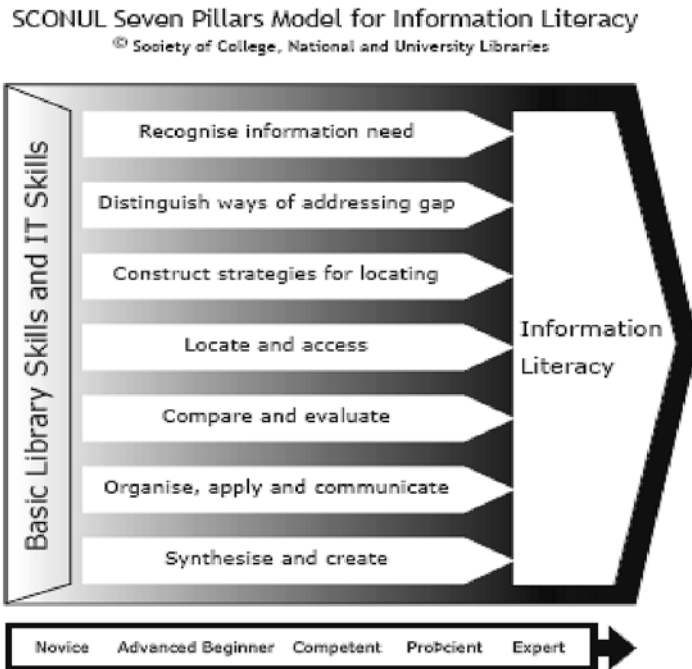 SCONUL Seven Pillars Model for Information Literacy
© Society of College, National and University Libraries
Basic Library Skills and IT Skills
Recognise information need
Distinguish ways of addressing gap
Construct strategies for locating
Locate and access
Compare and evaluate
Organise, apply and communicate
Synthesise and create
Information
Literacy
Novice Advanced Beginner Competent ProÞcient Expert